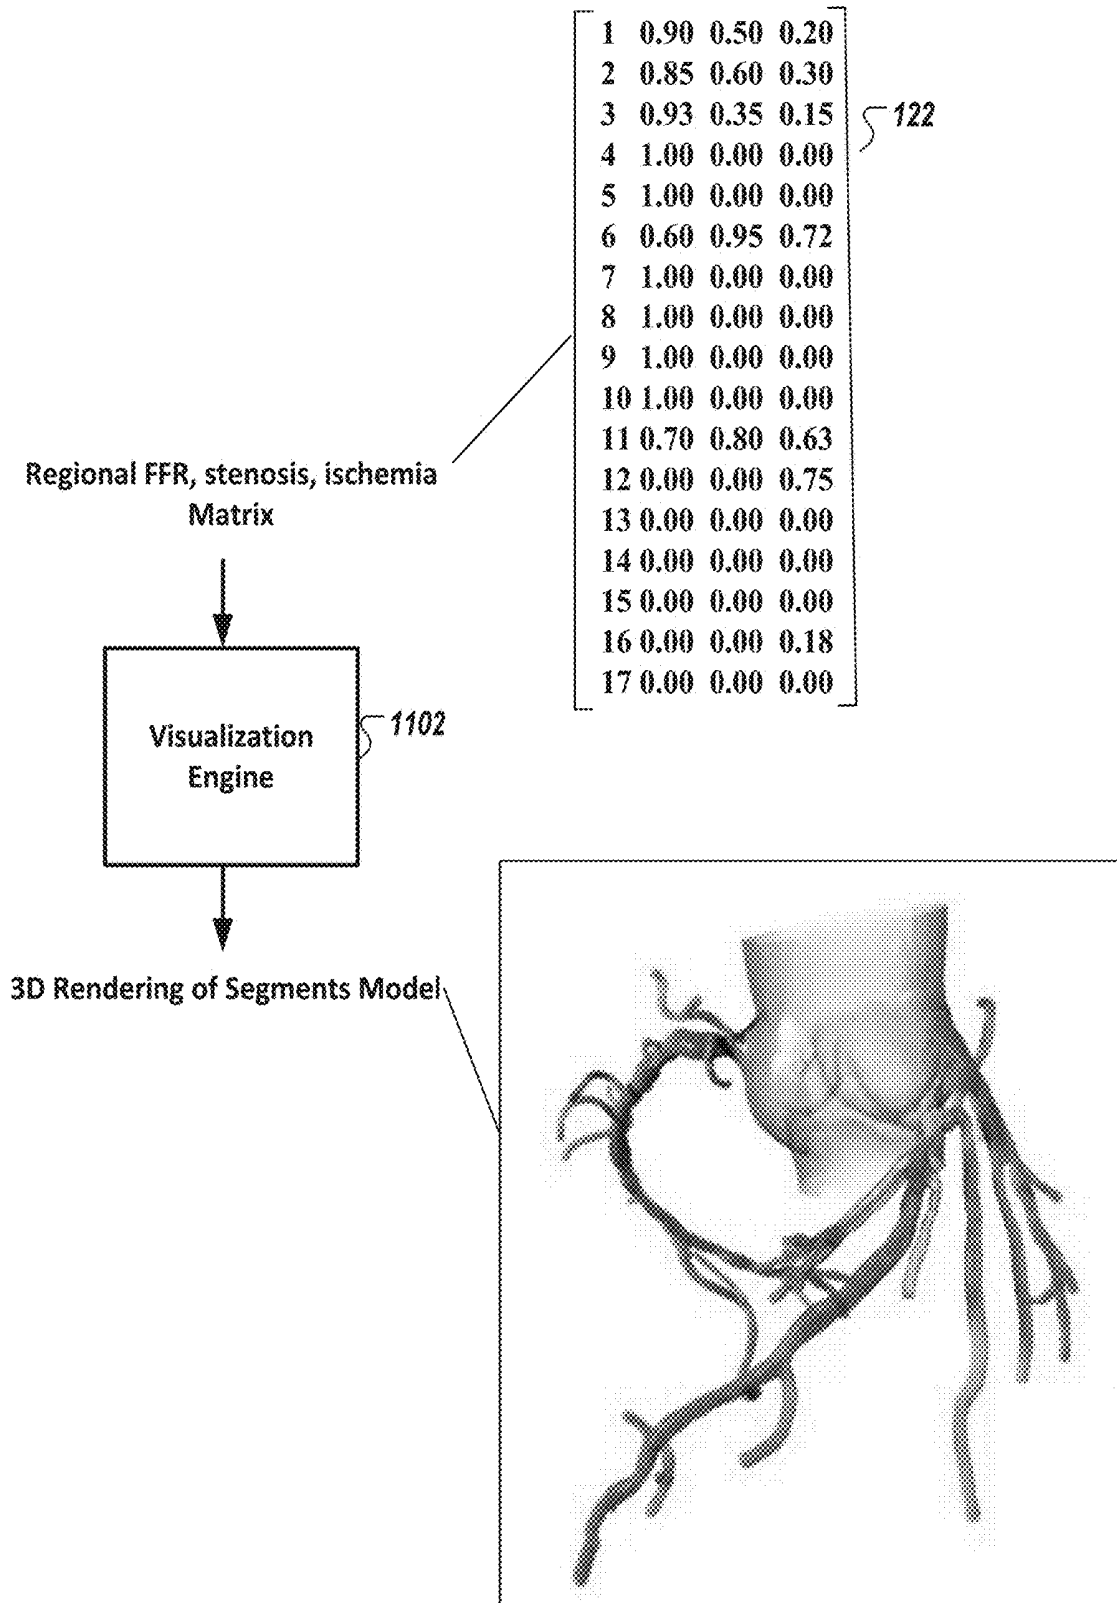 1 0.90 0.50 0.20
2 0.85 0.60 0.30
3 0.93 0.35 0.15
122
4 1.00 0.00 0.00
5 1.00 0.00 0.00
6 0.60 0.95 0.72
7 1.00 0.00 0.00
8 1.00 0.00 0.00
9 1.00 0.00 0.00
10 1.00 0.00 0.00
11 0.70 0.80 0.63
12 0.00 0.00 0.75
13 0.00 0.00 0.00
14 0.00 0.00 0.00
15 0.00 0.00 0.00
16 0.00 0.00 0.18
17 0.00 0.00 0.00
Regional FFR, stenosis, ischemia
Matrix
Visualization
Engine
1102
3D Rendering of Segments Model